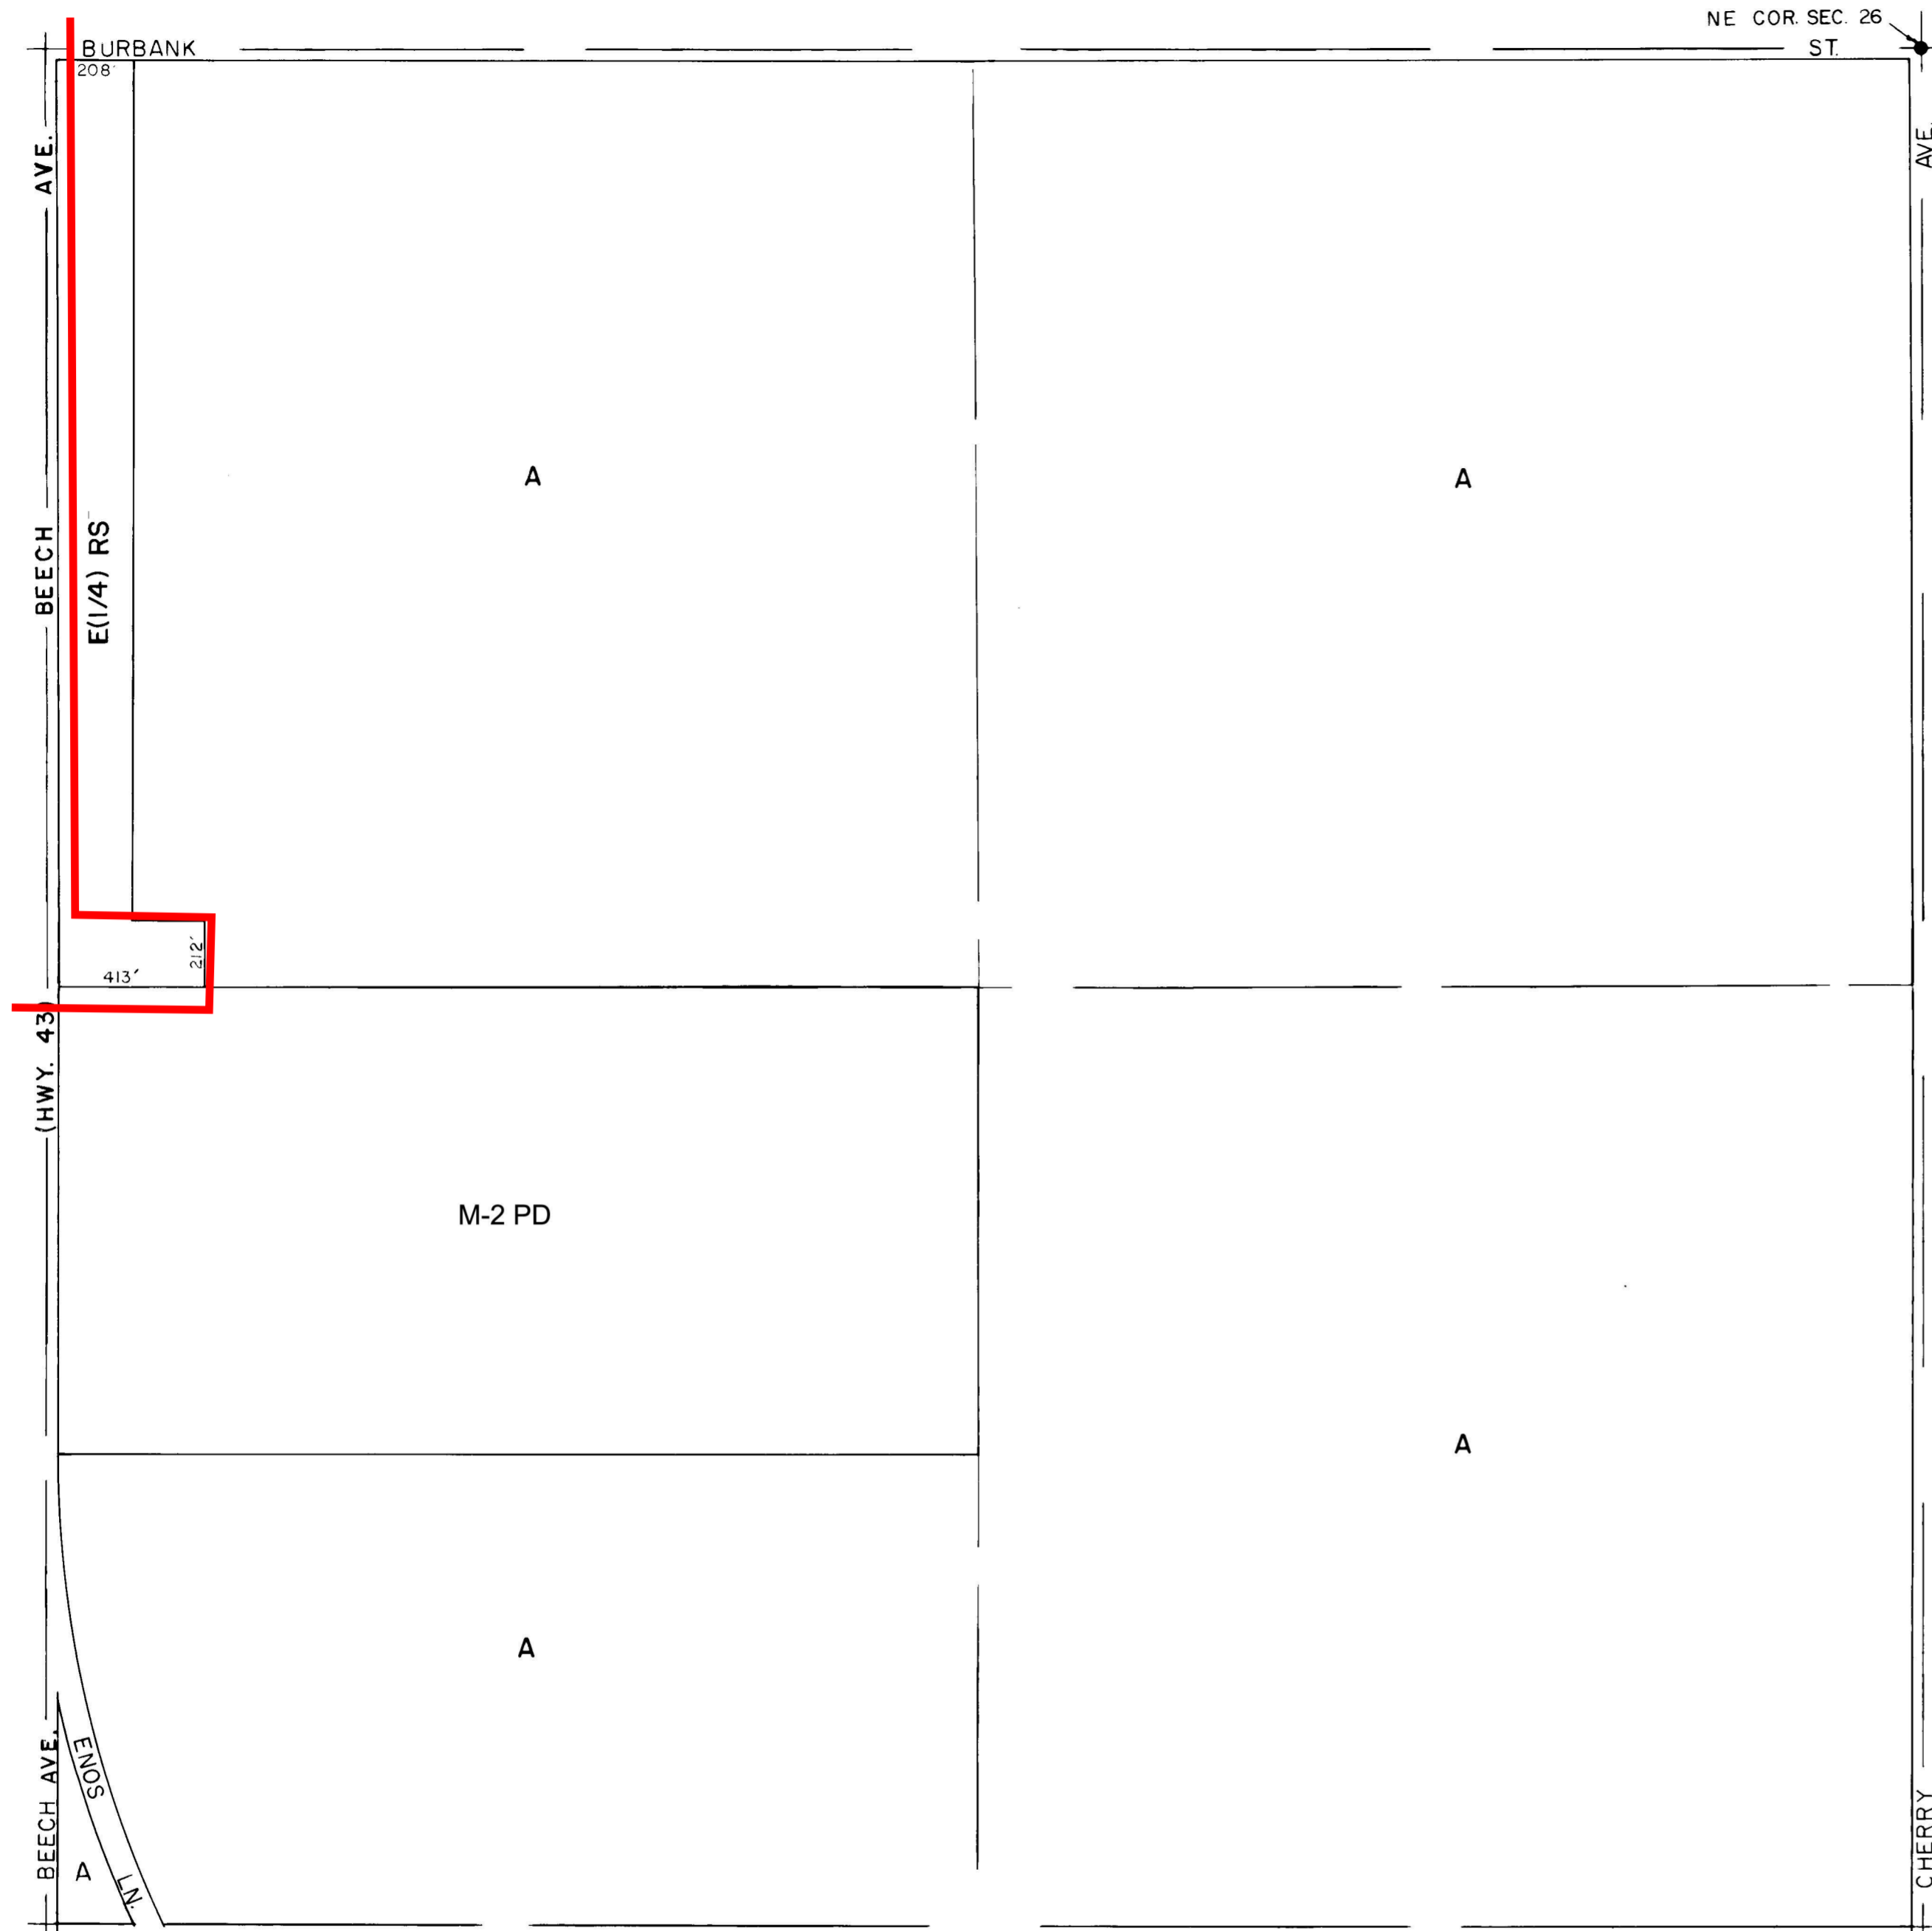 NE COR. SEC. 26
BURBANK
ST.
208'
AVE.
AVE.
A
A
BEECH
E(1/4) RS
212'
413'
(HWY. 43)
M-2 PD
A
A
BEECH AVE.
ENOS
LN.
A
CHERRY